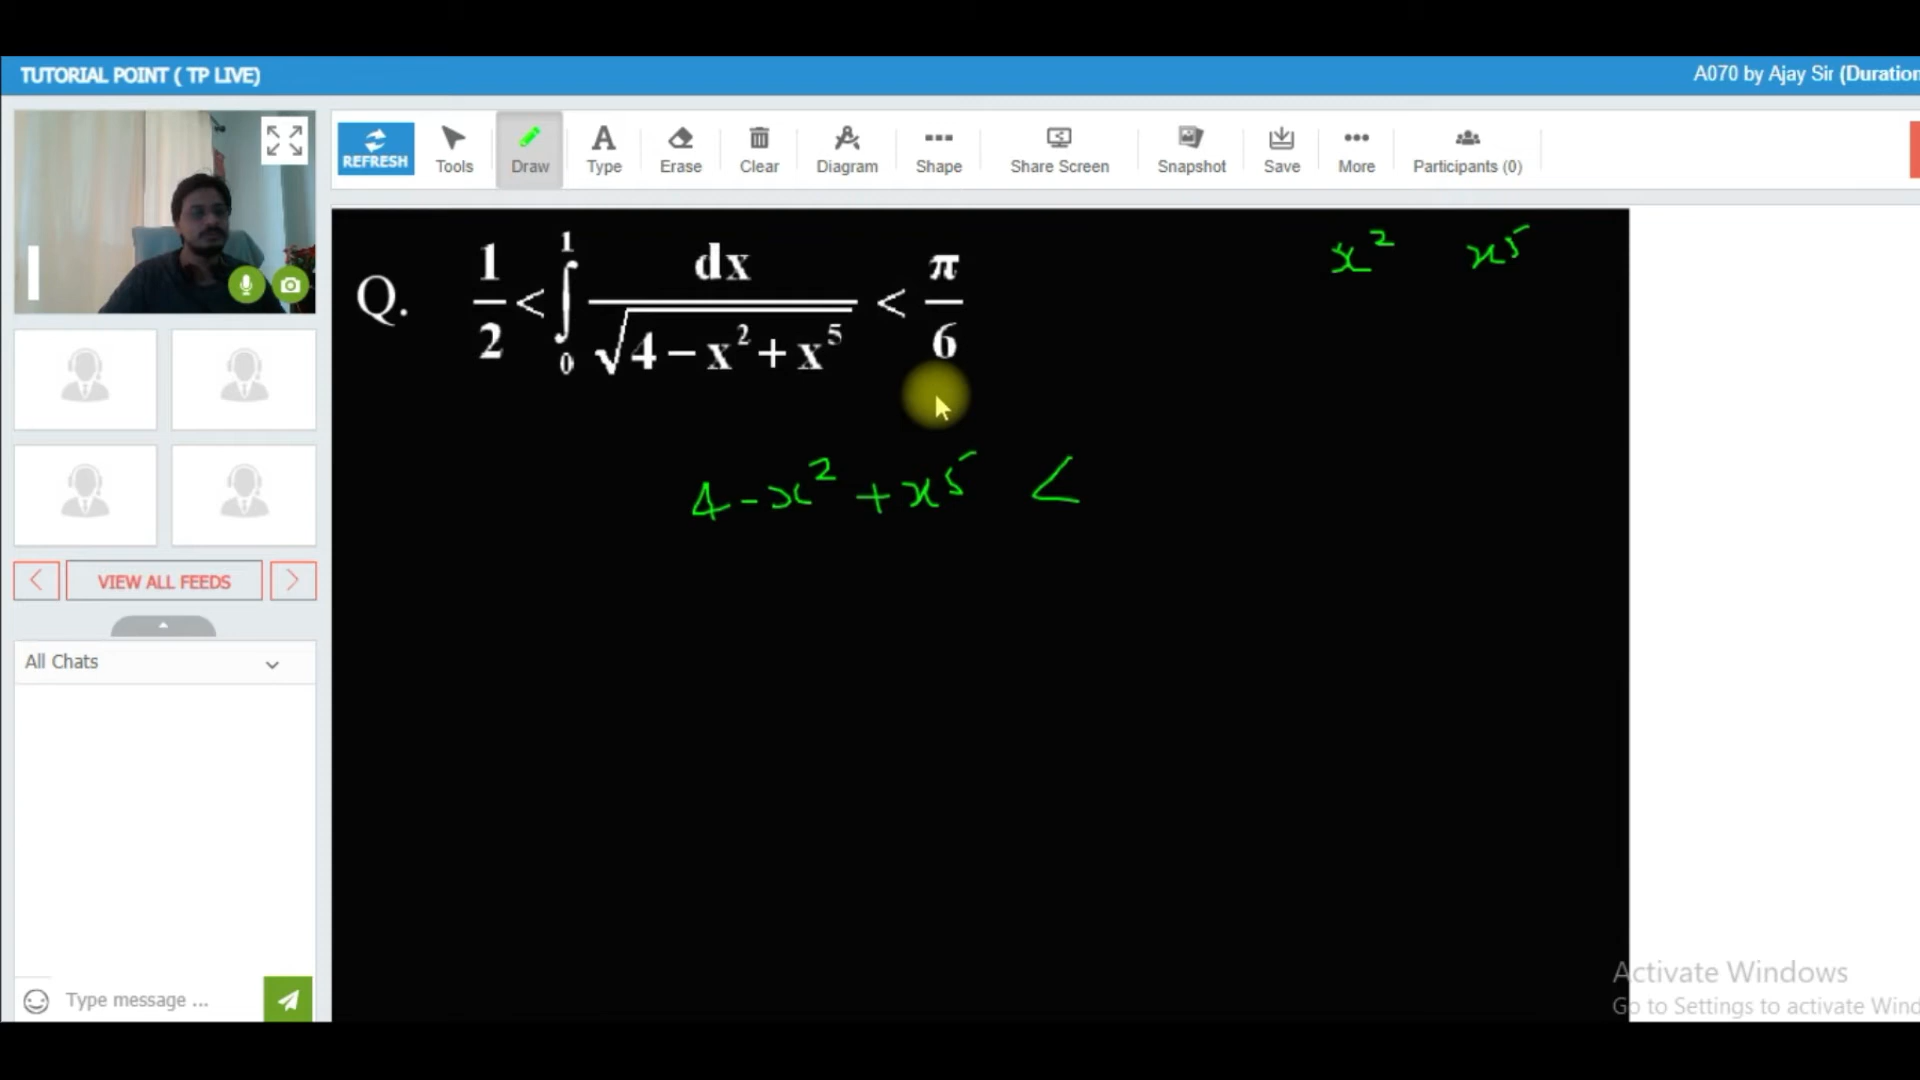 TUTORIAL POINT ( TP LIVE)
A070 by Ajay Sir (Duration
REFRESH
Tools
Draw
Type
Erase
Clear
Diagram
Shape
Share Screen
Snapshot
Save
More
Participants (0)
x² x⁵
Q. 1/2 < ∫₀¹ dx/√(4 − x² + x⁵) < π/6
4 - x² + x⁵ <
VIEW ALL FEEDS
All Chats
Type message ...
Activate Windows
Go to Settings to activate Wind